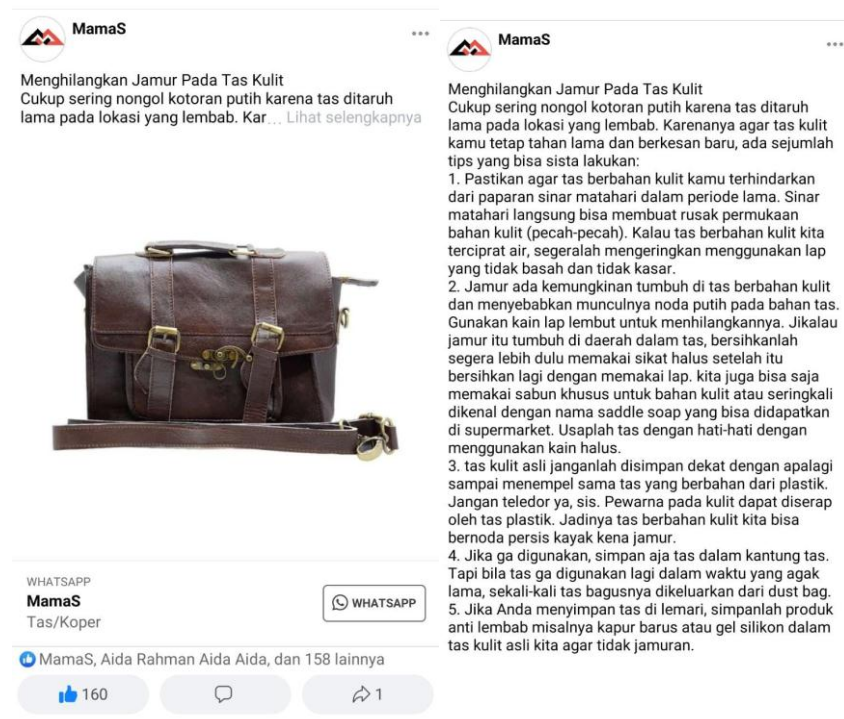 MamaS
Menghilangkan Jamur Pada Tas Kulit
Cukup sering nongol kotoran putih karena tas ditaruh
lama pada lokasi yang lembab. Kar... Lihat selengkapnya
WHATSAPP
MamaS
Tas/Koper
WHATSAPP
MamaS, Aida Rahman Aida Aida, dan 158 lainnya
160
1
MamaS
Menghilangkan Jamur Pada Tas Kulit
Cukup sering nongol kotoran putih karena tas ditaruh
lama pada lokasi yang lembab. Karenanya agar tas kulit
kamu tetap tahan lama dan berkesan baru, ada sejumlah
tips yang bisa sista lakukan:
1. Pastikan agar tas berbahan kulit kamu terhindarkan
dari paparan sinar matahari dalam periode lama. Sinar
matahari langsung bisa membuat rusak permukaan
bahan kulit (pecah-pecah). Kalau tas berbahan kulit kita
terciprat air, segeralah mengeringkan menggunakan lap
yang tidak basah dan tidak kasar.
2. Jamur ada kemungkinan tumbuh di tas berbahan kulit
dan menyebabkan munculnya noda putih pada bahan tas.
Gunakan kain lap lembut untuk menhilangkannya. Jikalau
jamur itu tumbuh di daerah dalam tas, bersihkanlah
segera lebih dulu memakai sikat halus setelah itu
bersihkan lagi dengan memakai lap. kita juga bisa saja
memakai sabun khusus untuk bahan kulit atau seringkali
dikenal dengan nama saddle soap yang bisa didapatkan
di supermarket. Usaplah tas dengan hati-hati dengan
menggunakan kain halus.
3. tas kulit asli janganlah disimpan dekat dengan apalagi
sampai menempel sama tas yang berbahan dari plastik.
Jangan teledor ya, sis. Pewarna pada kulit dapat diserap
oleh tas plastik. Jadinya tas berbahan kulit kita bisa
bernoda persis kayak kena jamur.
4. Jika ga digunakan, simpan aja tas dalam kantung tas.
Tapi bila tas ga digunakan lagi dalam waktu yang agak
lama, sekali-kali tas bagusnya dikeluarkan dari dust bag.
5. Jika Anda menyimpan tas di lemari, simpanlah produk
anti lembab misalnya kapur barus atau gel silikon dalam
tas kulit asli kita agar tidak jamuran.